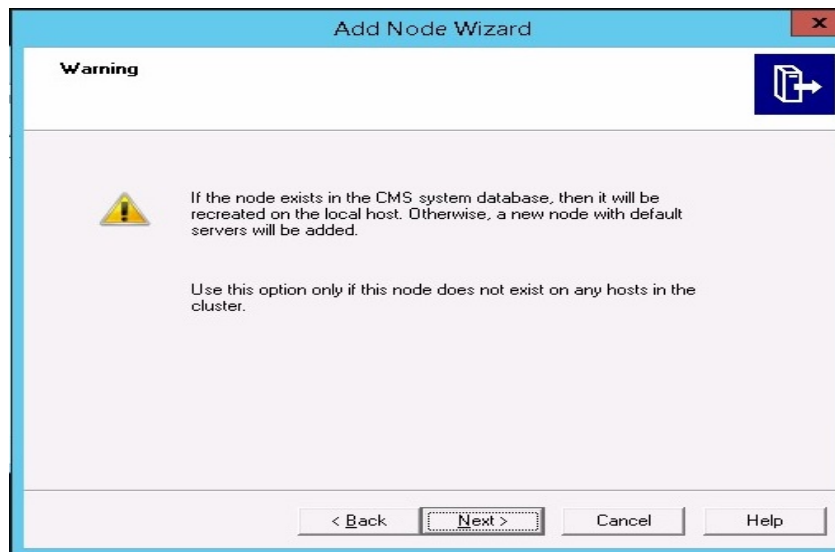 Add Node Wizard
Warning
If the node exists in the CMS system database, then it will be
recreated on the local host. Otherwise, a new node with default
servers will be added.
Use this option only if this node does not exist on any hosts in the
cluster.
< Back
Next >
Cancel
Help